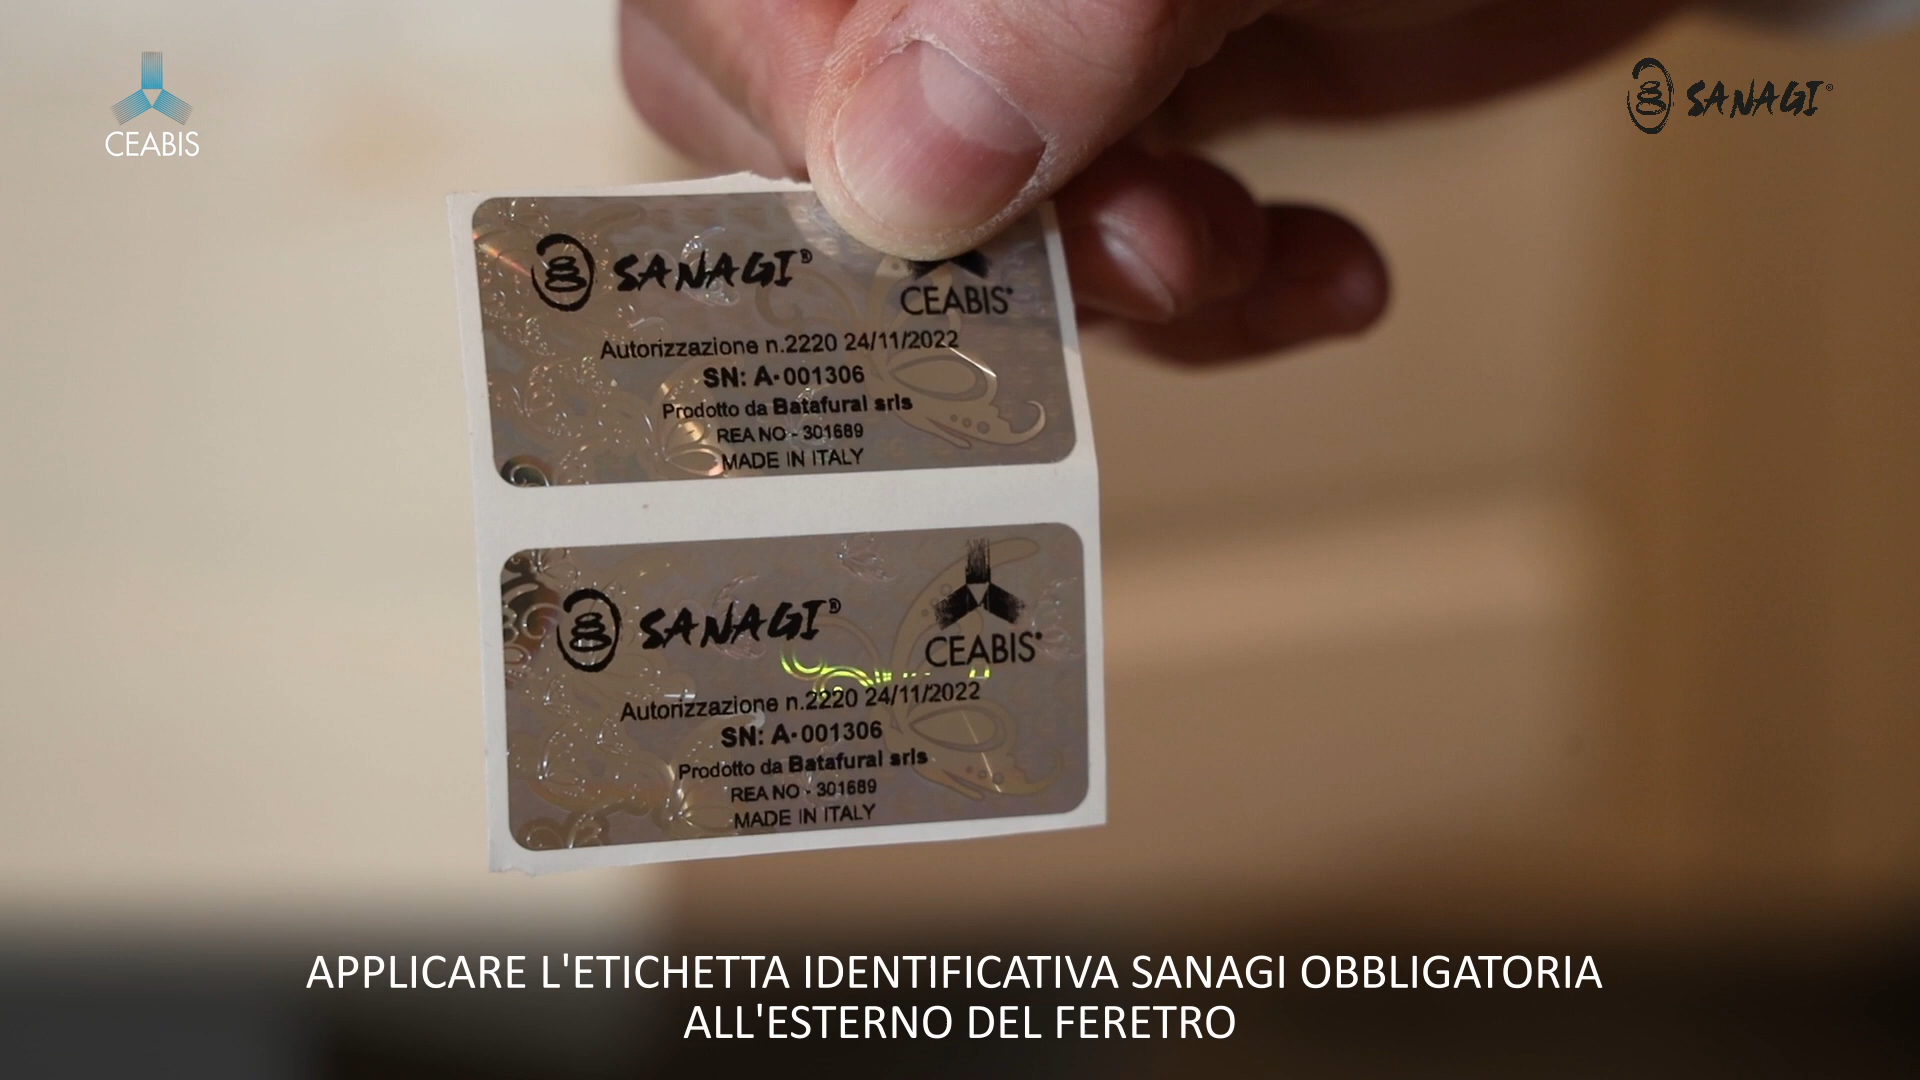 CEABIS
SANAGI®
SANAGI®
CEABIS®
Autorizzazione n.2220 24/11/2022
SN: A·001306
Prodotto da Batafural srls
REA NO - 301689
MADE IN ITALY
SANAGI®
CEABIS®
Autorizzazione n.2220 24/11/2022
SN: A·001306
Prodotto da Batafural srls
REA NO - 301689
MADE IN ITALY
APPLICARE L'ETICHETTA IDENTIFICATIVA SANAGI OBBLIGATORIA
ALL'ESTERNO DEL FERETRO